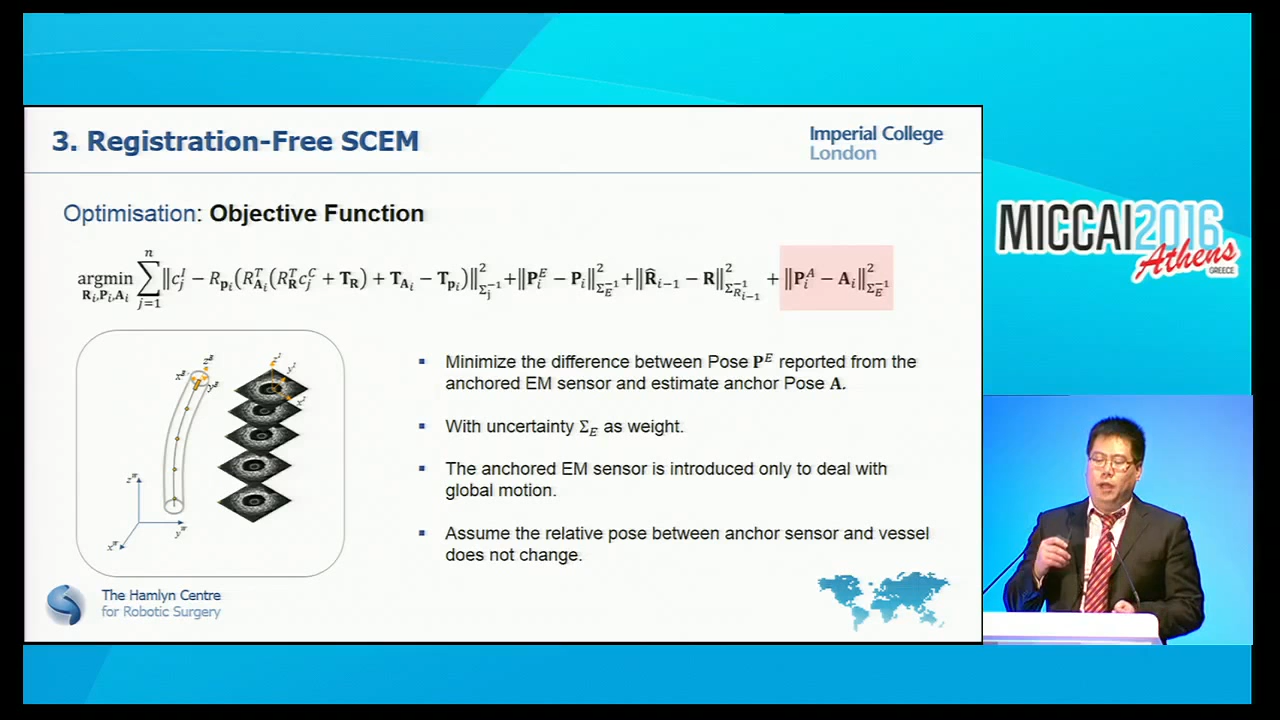 3. Registration-Free SCEM
Imperial College
London
Optimisation: Objective Function
argmin_{𝐑_i,𝐏_i,𝐀_i} ∑_{j=1}^{n} ‖c_j^I − R_{𝐩_i}(R_{𝐀_i}^T(R_𝐑^T c_j^C + 𝐓_𝐑) + 𝐓_{𝐀_i} − 𝐓_{𝐩_i})‖²_{Σ_j^{-1}} + ‖𝐏_i^E − 𝐏_i‖²_{Σ_E^{-1}} + ‖𝐑̂_{i−1} − 𝐑‖²_{Σ_{R_{i−1}}^{-1}} + ‖𝐏_i^A − 𝐀_i‖²_{Σ_E^{-1}}
▪ Minimize the difference between Pose 𝐏^E reported from the
anchored EM sensor and estimate anchor Pose 𝐀.
▪ With uncertainty Σ_E as weight.
▪ The anchored EM sensor is introduced only to deal with
global motion.
▪ Assume the relative pose between anchor sensor and vessel
does not change.
z^B
x^B
y^B
z^I
y^I
x^I
z^W
y^W
x^W
The Hamlyn Centre
for Robotic Surgery
MICCAI2016
Athens
GREECE